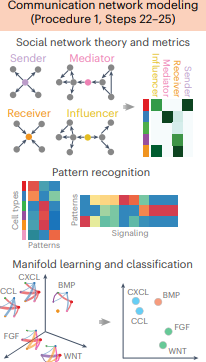 Communication network modeling
(Procedure 1, Steps 22–25)
Social network theory and metrics
Sender
Mediator
Receiver
Influencer
Influencer
Mediator
Receiver
Sender
Pattern recognition
Cell types
Patterns
Patterns
Signaling
Manifold learning and classification
CXCL
CCL
BMP
FGF
WNT
CXCL
BMP
CCL
FGF
WNT